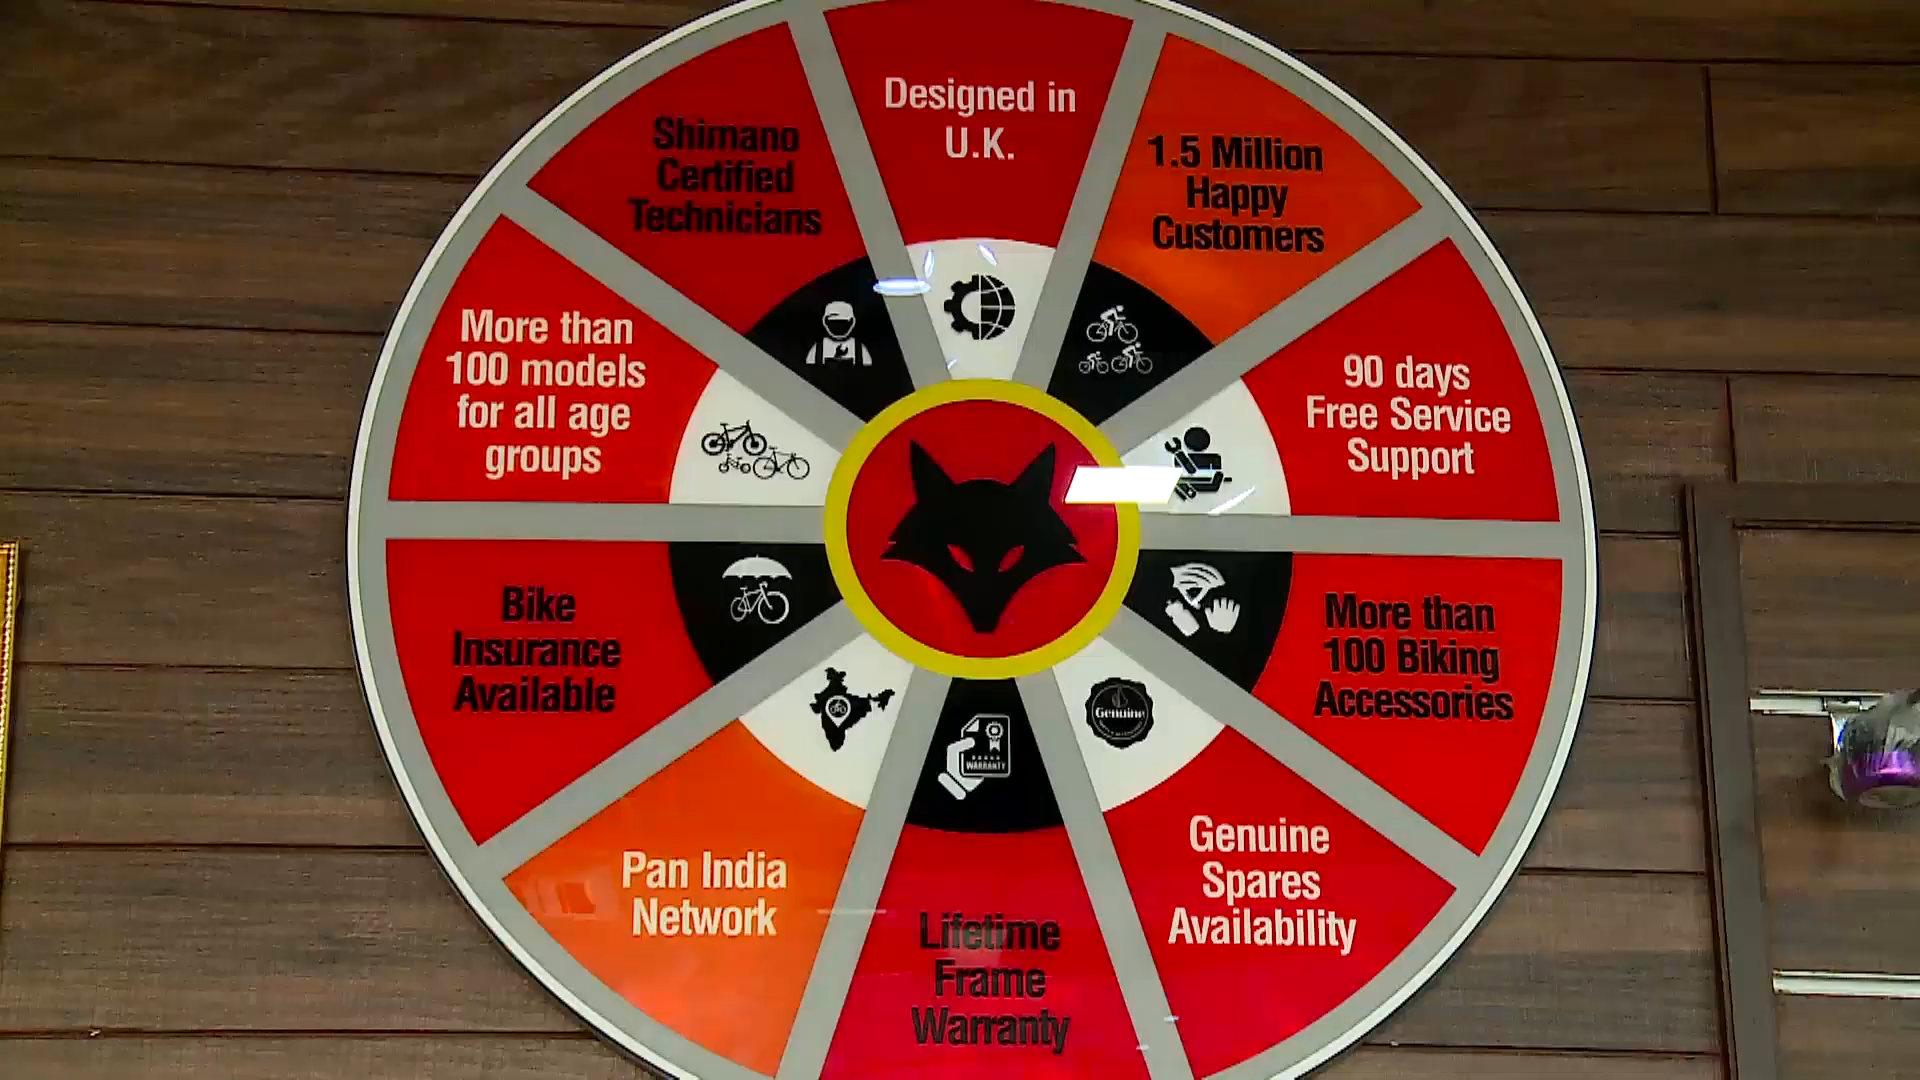 Designed in
U.K.
1.5 Million
Happy
Customers
90 days
Free Service
Support
More than
100 Biking
Accessories
Genuine
Spares
Availability
Lifetime
Frame
Warranty
Pan India
Network
Bike
Insurance
Available
More than
100 models
for all age
groups
Shimano
Certified
Technicians
Genuine
WARRANTY